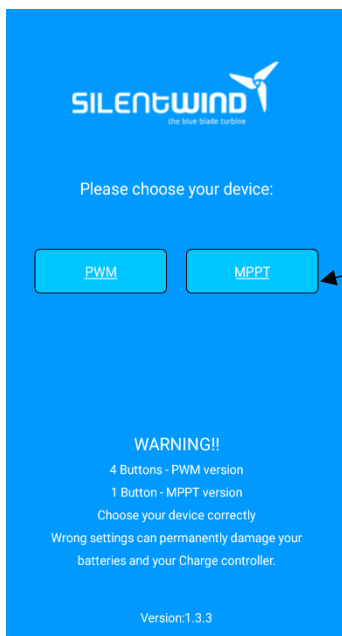 SILENtWIND
the blue blade turbine
Please choose your device:
PWM MPPT
WARNING!!
4 Buttons - PWM version
1 Button - MPPT version
Choose your device correctly
Wrong settings can permanently damage your
batteries and your Charge controller.
Version:1.3.3